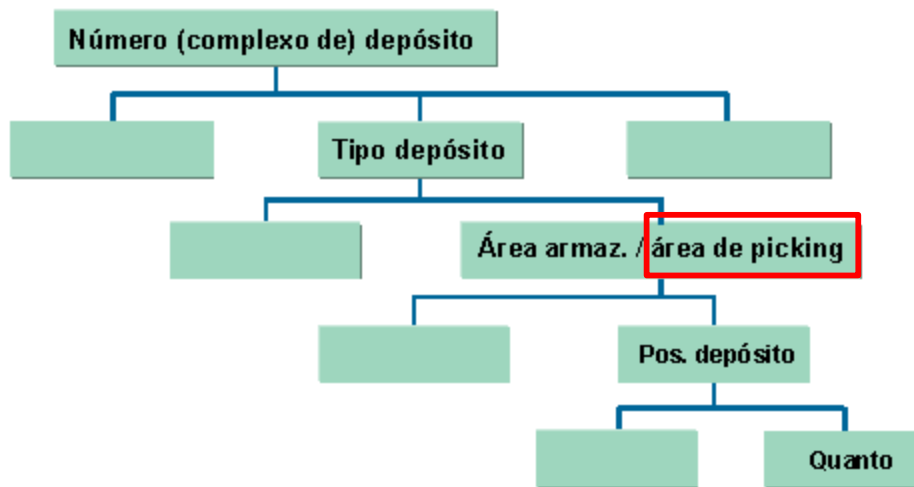 Número (complexo de) depósito
Tipo depósito
Área armaz. / área de picking
Pos. depósito
Quanto